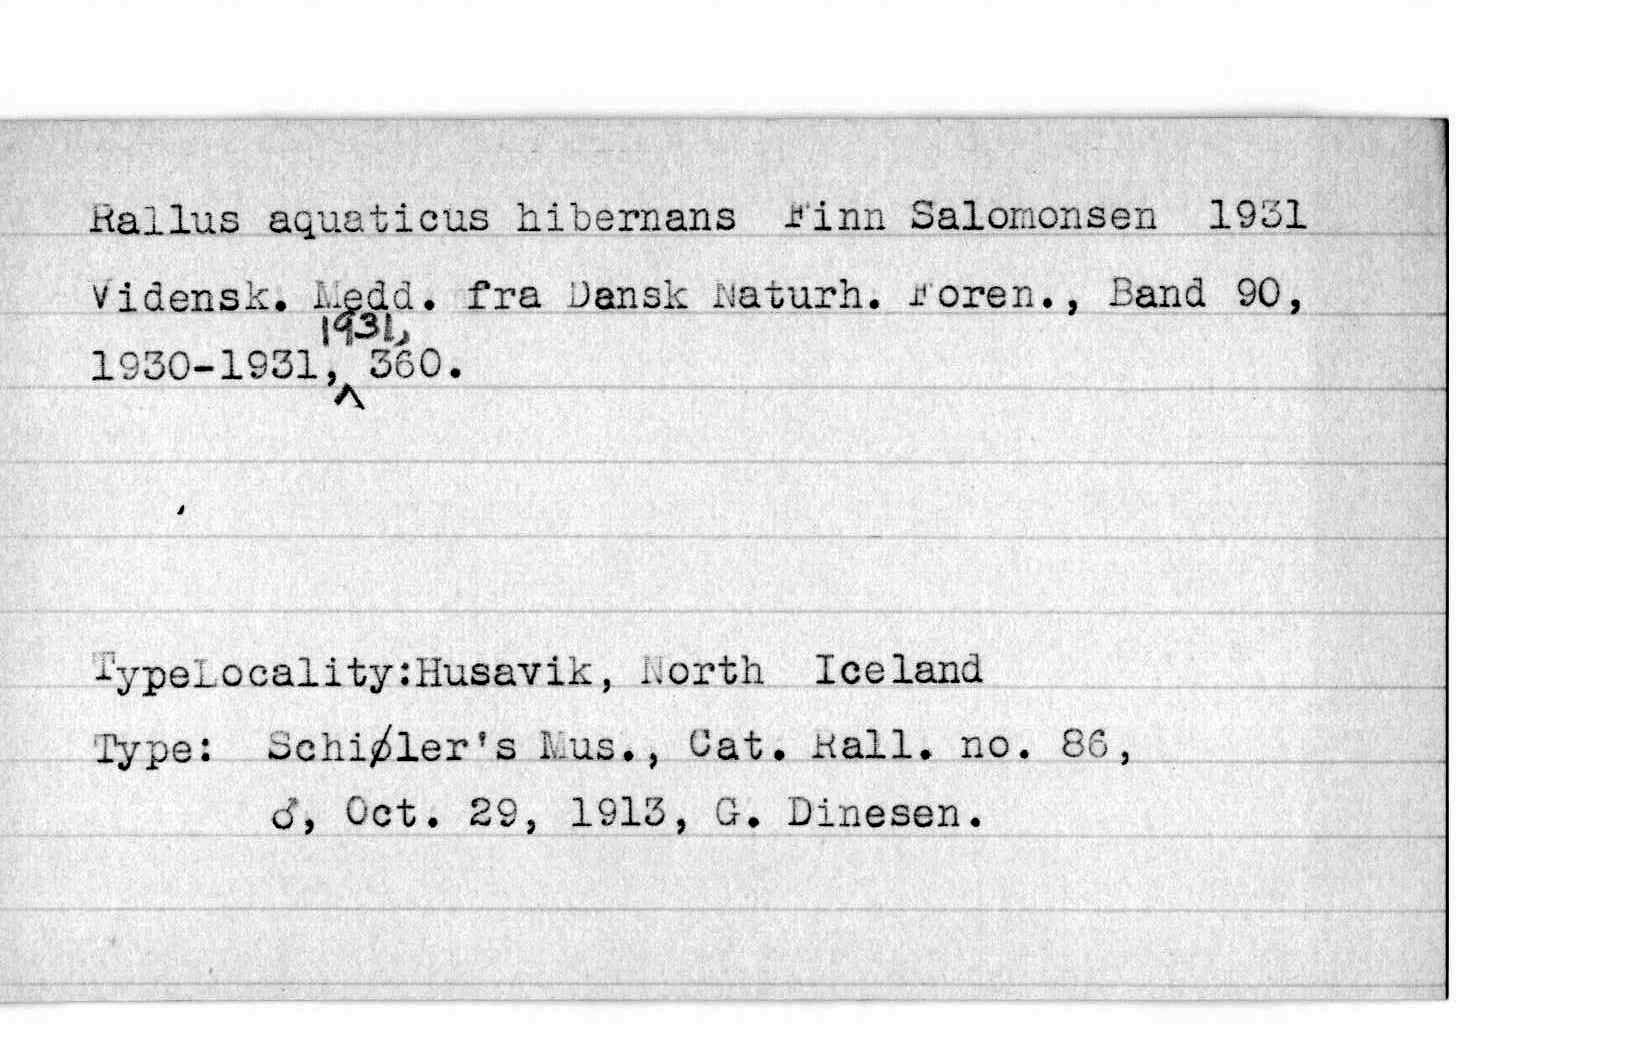 Rallus aquaticus hibernans Finn Salomonsen 1931
Vidensk. Medd. fra Dansk Naturh. Foren., Band 90,
1931,
1930-1931,^ 360.
TypeLocality:Husavik, North Iceland
Type: Schiøler's Mus., Cat. Rall. no. 86,
♂, Oct. 29, 1913, G. Dinesen.